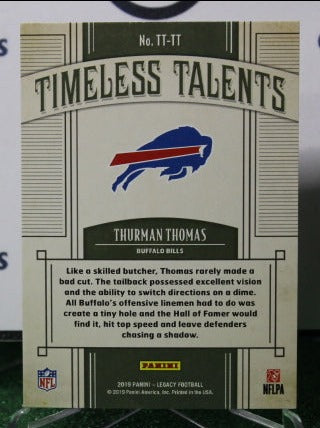 No. TT-TT
TIMELESS TALENTS
THURMAN THOMAS
BUFFALO BILLS
Like a skilled butcher, Thomas rarely made a
bad cut. The tailback possessed excellent vision
and the ability to switch directions on a dime.
All Buffalo's offensive linemen had to do was
create a tiny hole and the Hall of Famer would
find it, hit top speed and leave defenders
chasing a shadow.
PANINI
NFL
NFLPA
2019 PANINI – LEGACY FOOTBALL
© 2019 Panini America, Inc. Printed in the USA.